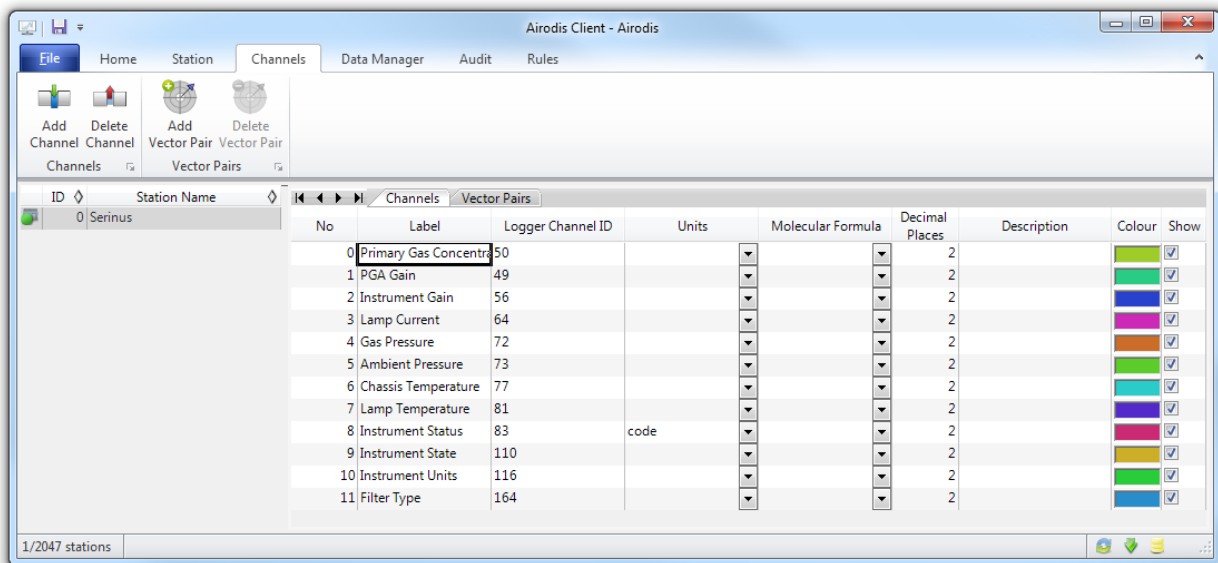 Airodis Client - Airodis
File Home Station Channels Data Manager Audit Rules
Add Channel Delete Channel Add Vector Pair Delete Vector Pair
Channels Vector Pairs
ID Station Name
0 Serinus
Channels Vector Pairs
No Label Logger Channel ID Units Molecular Formula Decimal Places Description Colour Show
0 Primary Gas Concentra 50 2
1 PGA Gain 49 2
2 Instrument Gain 56 2
3 Lamp Current 64 2
4 Gas Pressure 72 2
5 Ambient Pressure 73 2
6 Chassis Temperature 77 2
7 Lamp Temperature 81 2
8 Instrument Status 83 code 2
9 Instrument State 110 2
10 Instrument Units 116 2
11 Filter Type 164 2
1/2047 stations